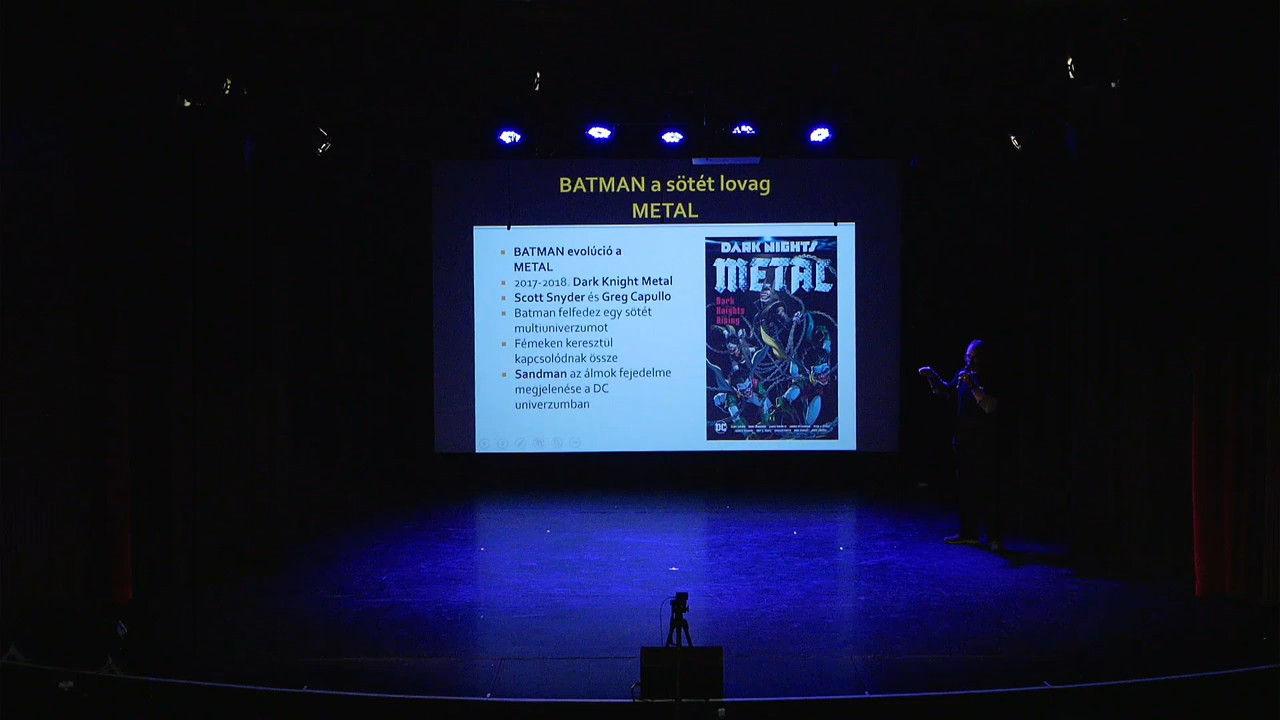 BATMAN a sötét lovag
METAL
BATMAN evolúció a
METAL
2017-2018. Dark Knight Metal
Scott Snyder és Greg Capullo
Batman felfedez egy sötét
multiuniverzumot
Fémeken keresztül
kapcsolódnak össze
Sandman az álmok fejedelme
megjelenése a DC
univerzumban
DARK NIGHTS
METAL
Dark
Knights
Rising
DC